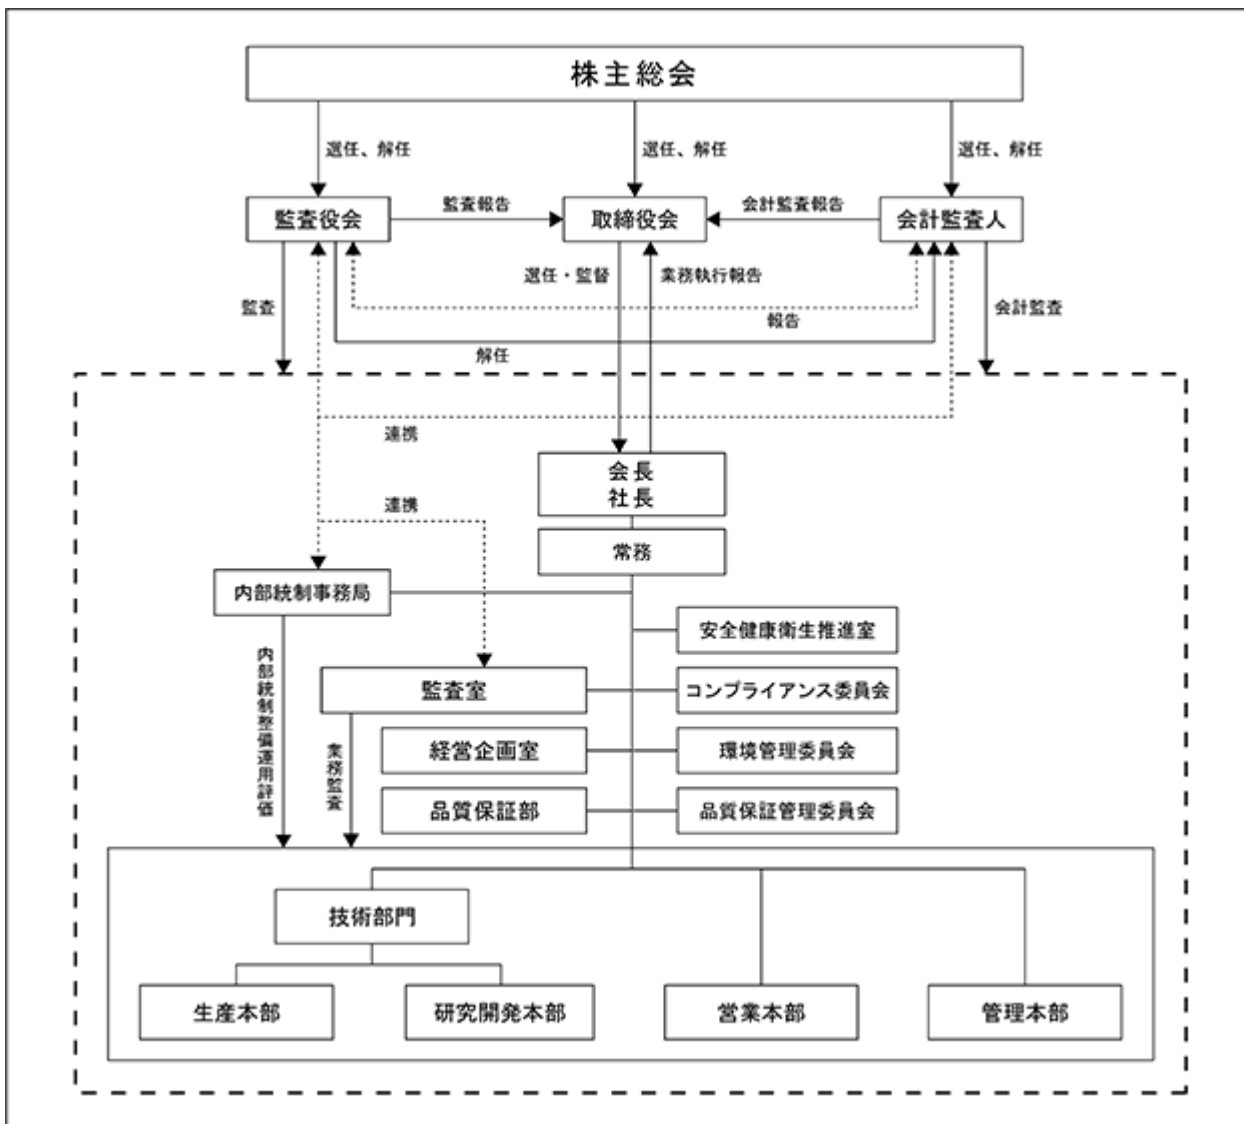 株主総会
選任、解任
選任、解任
選任、解任
監査役会
監査報告
取締役会
会計監査報告
会計監査人
選任・監督
業務執行報告
監査
報告
会計監査
解任
連携
会長
社長
連携
常務
内部統制事務局
安全健康衛生推進室
監査室
コンプライアンス委員会
内部統制整備運用評価
業務監査
経営企画室
環境管理委員会
品質保証部
品質保証管理委員会
技術部門
生産本部
研究開発本部
営業本部
管理本部